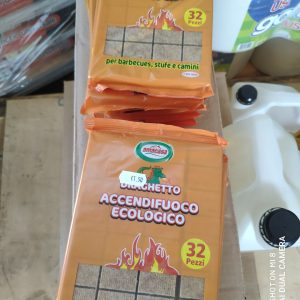 32
Pezzi
per barbecues, stufe e camini
amacasa
€1,50
DRAGHETTO
ACCENDIFUOCO
ECOLOGICO
32
Pezzi
SHOT ON MI 8
AI DUAL CAMERA